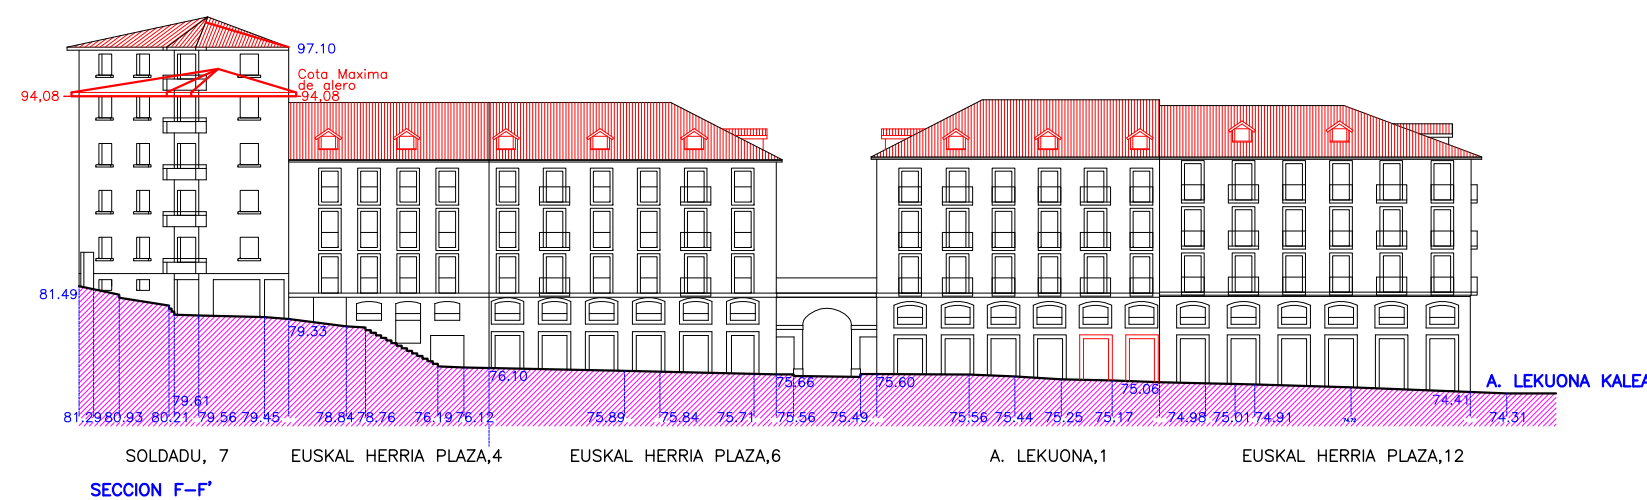 97.10
Cota Maxima
de alero
94,08
94,08
81.49
79.33
76.10
75.66
75.60
75.06
A. LEKUONA KALEA
79.61
74.41
81.29 80.93 80.21 79.56 79.45 78.84 78.76 76.19 76.12 75.89 75.84 75.71 75.56 75.49 75.56 75.44 75.25 75.17 74.98 75.01 74.91 74.31
SOLDADU, 7 EUSKAL HERRIA PLAZA,4 EUSKAL HERRIA PLAZA,6 A. LEKUONA,1 EUSKAL HERRIA PLAZA,12
SECCION F-F'